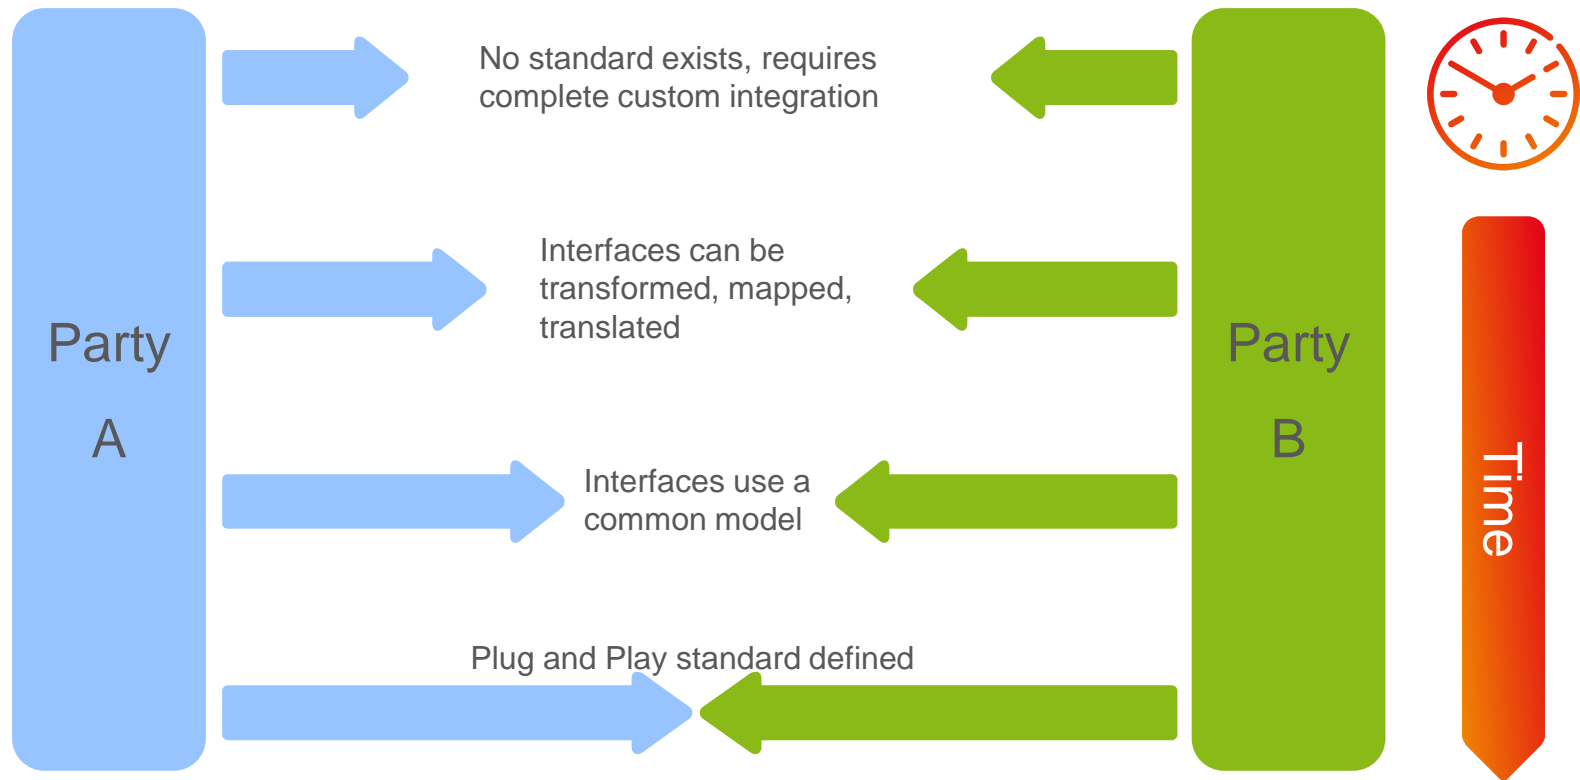 No standard exists, requires
complete custom integration
Interfaces can be
transformed, mapped,
translated
Party
A
Party
B
Interfaces use a
common model
Time
Plug and Play standard defined